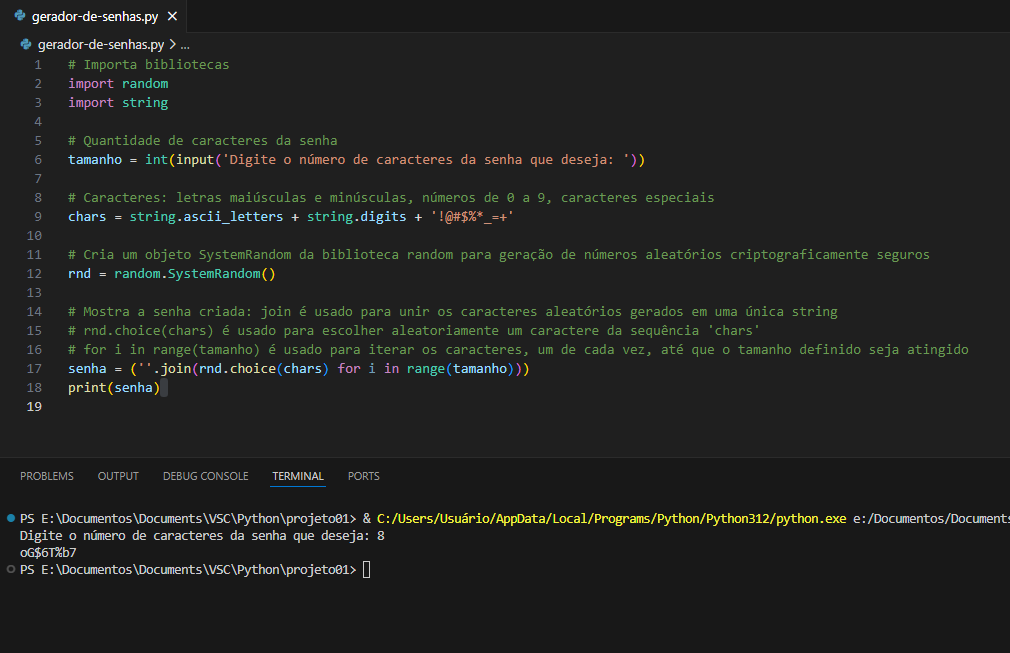 gerador-de-senhas.py ×
gerador-de-senhas.py > ...
1 # Importa bibliotecas
2 import random
3 import string
4
5 # Quantidade de caracteres da senha
6 tamanho = int(input('Digite o número de caracteres da senha que deseja: '))
7
8 # Caracteres: letras maiúsculas e minúsculas, números de 0 a 9, caracteres especiais
9 chars = string.ascii_letters + string.digits + '!@#$%*_=+'
10
11 # Cria um objeto SystemRandom da biblioteca random para geração de números aleatórios criptograficamente seguros
12 rnd = random.SystemRandom()
13
14 # Mostra a senha criada: join é usado para unir os caracteres aleatórios gerados em uma única string
15 # rnd.choice(chars) é usado para escolher aleatoriamente um caractere da sequência 'chars'
16 # for i in range(tamanho) é usado para iterar os caracteres, um de cada vez, até que o tamanho definido seja atingido
17 senha = (''.join(rnd.choice(chars) for i in range(tamanho)))
18 print(senha)
19
PROBLEMS OUTPUT DEBUG CONSOLE TERMINAL PORTS
PS E:\Documentos\Documents\VSC\Python\projeto01> & C:/Users/Usuário/AppData/Local/Programs/Python/Python312/python.exe e:/Documentos/Documents
Digite o número de caracteres da senha que deseja: 8
oG$6T%b7
PS E:\Documentos\Documents\VSC\Python\projeto01>